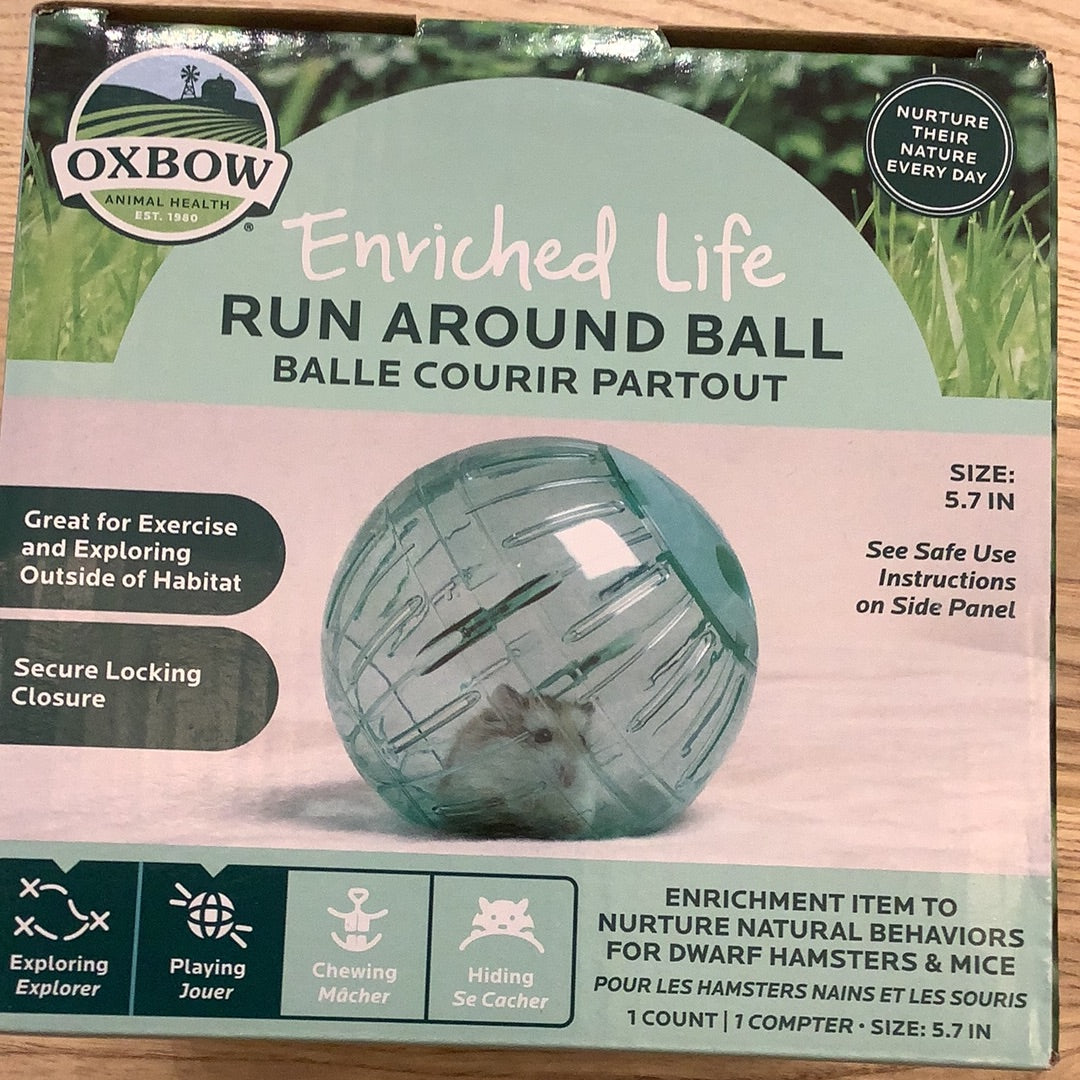 OXBOW
ANIMAL HEALTH
EST. 1980
®
NURTURE
THEIR
NATURE
EVERY DAY
Enriched Life
RUN AROUND BALL
BALLE COURIR PARTOUT
Great for Exercise
and Exploring
Outside of Habitat
Secure Locking
Closure
SIZE:
5.7 IN
See Safe Use
Instructions
on Side Panel
Exploring
Explorer
Playing
Jouer
Chewing
Mâcher
Hiding
Se Cacher
ENRICHMENT ITEM TO
NURTURE NATURAL BEHAVIORS
FOR DWARF HAMSTERS & MICE
POUR LES HAMSTERS NAINS ET LES SOURIS
1 COUNT | 1 COMPTER • SIZE: 5.7 IN